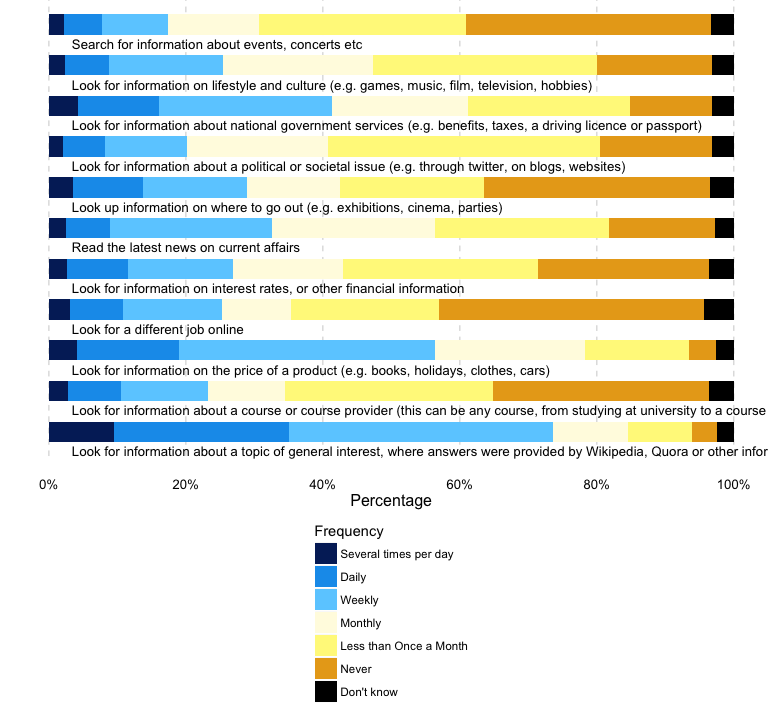 Search for information about events, concerts etc
Look for information on lifestyle and culture (e.g. games, music, film, television, hobbies)
Look for information about national government services (e.g. benefits, taxes, a driving licence or passport)
Look for information about a political or societal issue (e.g. through twitter, on blogs, websites)
Look up information on where to go out (e.g. exhibitions, cinema, parties)
Read the latest news on current affairs
Look for information on interest rates, or other financial information
Look for a different job online
Look for information on the price of a product (e.g. books, holidays, clothes, cars)
Look for information about a course or course provider (this can be any course, from studying at university to a course
Look for information about a topic of general interest, where answers were provided by Wikipedia, Quora or other infor
0% 20% 40% 60% 80% 100%
Percentage
Frequency
Several times per day
Daily
Weekly
Monthly
Less than Once a Month
Never
Don't know